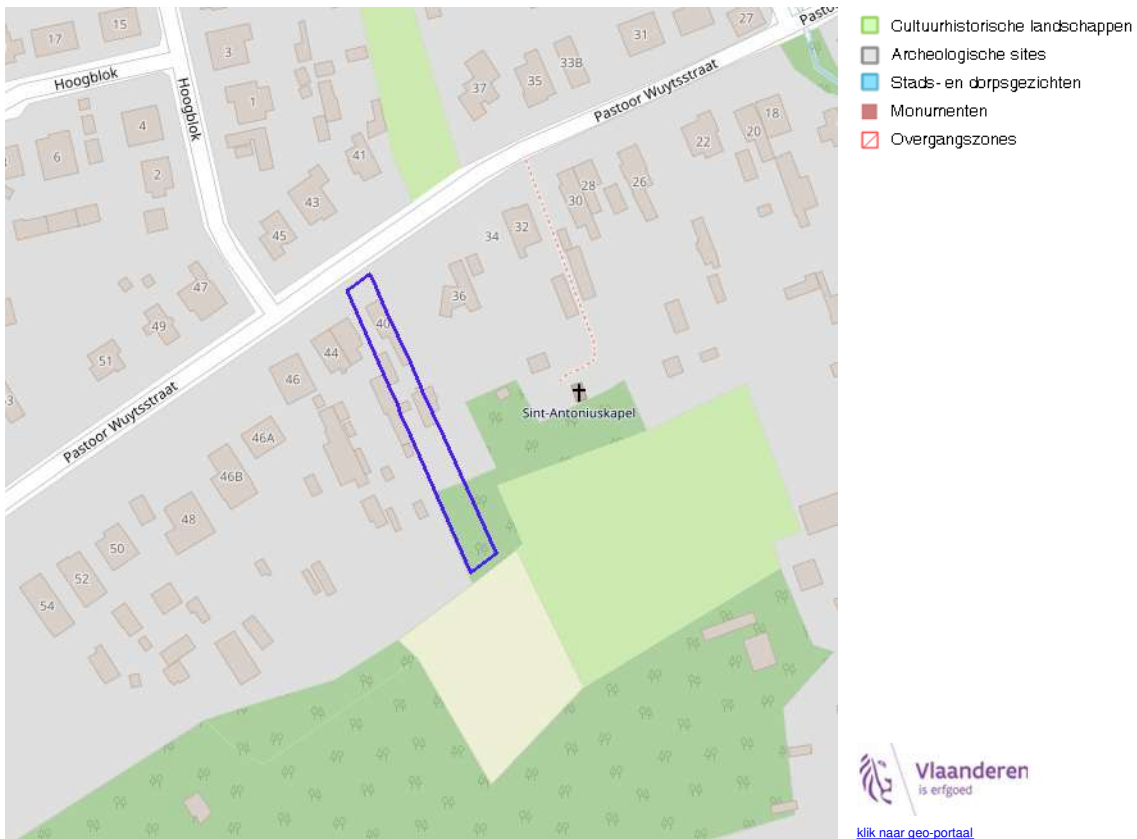 17
15
27
Pasto
31
3
33B
35
37
Hoogblok
Hoogblok
Pastoor Wuytsstraat
1
18
20
4
22
41
6
2
28
26
30
43
32
34
45
47
36
40
49
44
51
46
Sint-Antoniuskapel
Pastoor Wuytsstraat
46A
46B
48
50
52
54
Cultuurhistorische landschappen
Archeologische sites
Stads- en dorpsgezichten
Monumenten
Overgangszones
Vlaanderen
is erfgoed
klik naar geo-portaal